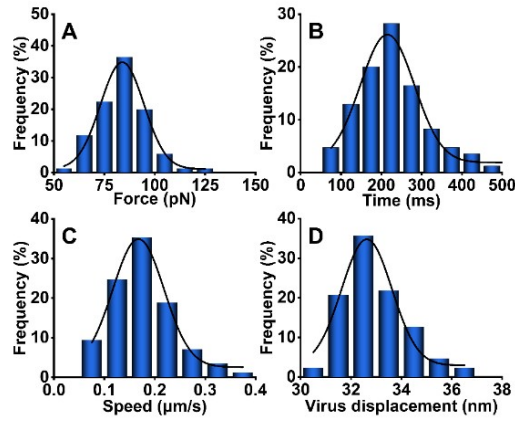 A
50
40
30
20
10
0
Frequency (%)
50 75 100 125 150
Force (pN)
B
30
20
10
0
Frequency (%)
0 100 200 300 400 500
Time (ms)
C
40
30
20
10
0
Frequency (%)
0.0 0.1 0.2 0.3 0.4
Speed (µm/s)
D
40
30
20
10
0
Frequency (%)
30 32 34 36 38
Virus displacement (nm)